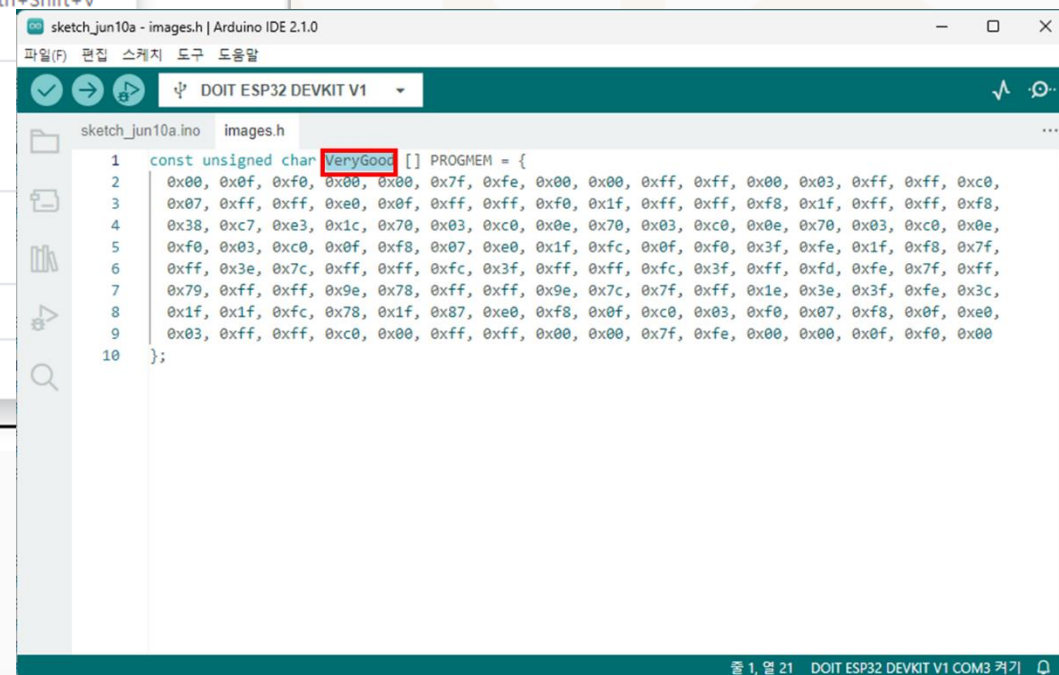 sketch_jun10a - images.h | Arduino IDE 2.1.0
파일(F) 편집 스케치 도구 도움말
DOIT ESP32 DEVKIT V1
sketch_jun10a.ino images.h
1 const unsigned char VeryGood [] PROGMEM = {
2 0x00, 0x0f, 0xf0, 0x00, 0x00, 0x7f, 0xfe, 0x00, 0x00, 0xff, 0xff, 0x00, 0x03, 0xff, 0xff, 0xc0,
3 0x07, 0xff, 0xff, 0xe0, 0x0f, 0xff, 0xff, 0xf0, 0x1f, 0xff, 0xff, 0xf8, 0x1f, 0xff, 0xff, 0xf8,
4 0x38, 0xc7, 0xe3, 0x1c, 0x70, 0x03, 0xc0, 0x0e, 0x70, 0x03, 0xc0, 0x0e, 0x70, 0x03, 0xc0, 0x0e,
5 0xf0, 0x03, 0xc0, 0x0f, 0xf8, 0x07, 0xe0, 0x1f, 0xfc, 0x0f, 0xf0, 0x3f, 0xfe, 0x1f, 0xf8, 0x7f,
6 0xff, 0x3e, 0x7c, 0xff, 0xff, 0xfc, 0x3f, 0xff, 0xff, 0xfc, 0x3f, 0xff, 0xfd, 0xfe, 0x7f, 0xff,
7 0x79, 0xff, 0xff, 0x9e, 0x78, 0xff, 0xff, 0x9e, 0x7c, 0x7f, 0xff, 0x1e, 0x3e, 0x3f, 0xfe, 0x3c,
8 0x1f, 0x1f, 0xfc, 0x78, 0x1f, 0x87, 0xe0, 0xf8, 0x0f, 0xc0, 0x03, 0xf0, 0x07, 0xf8, 0x0f, 0xe0,
9 0x03, 0xff, 0xff, 0xc0, 0x00, 0xff, 0xff, 0x00, 0x00, 0x7f, 0xfe, 0x00, 0x00, 0x0f, 0xf0, 0x00
10 };
줄 1, 열 21 DOIT ESP32 DEVKIT V1 COM3 켜기